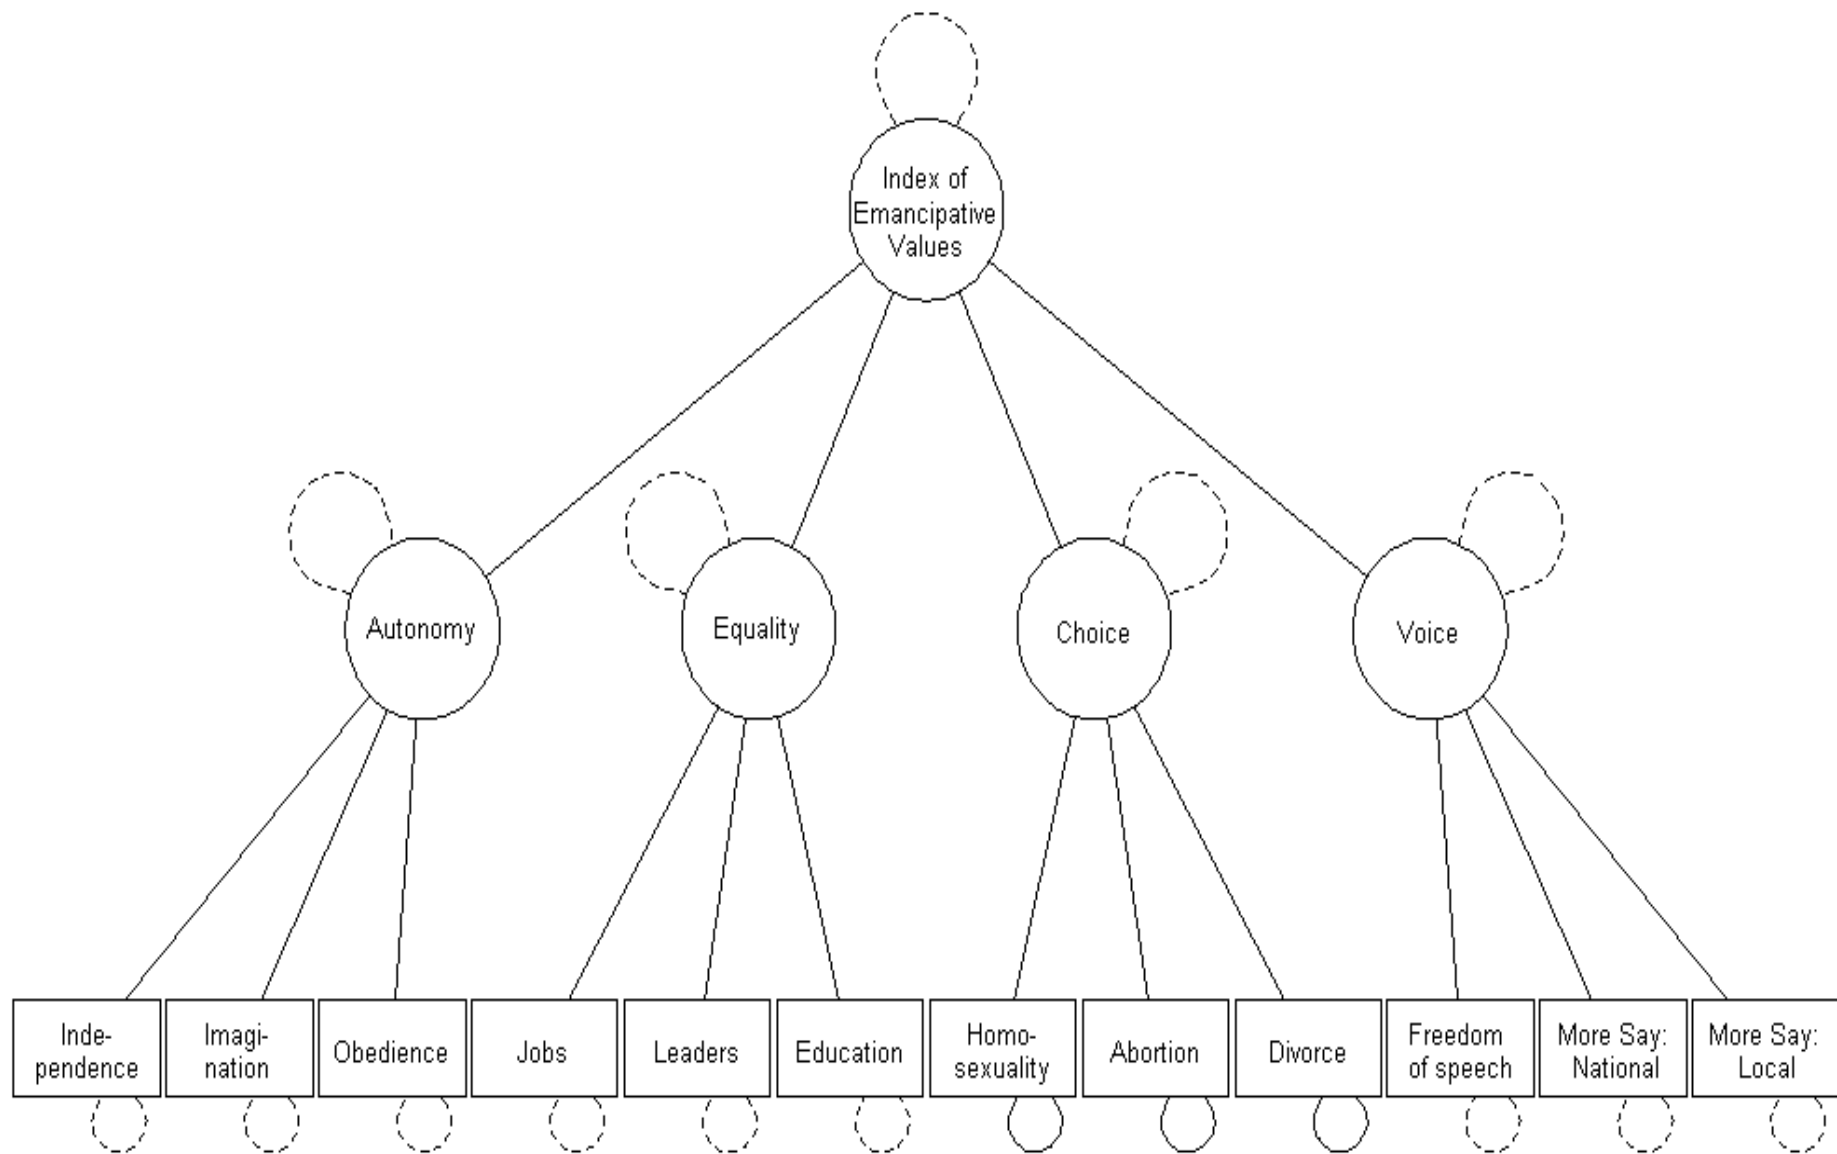 Index of
Emancipative
Values
Autonomy
Equality
Choice
Voice
Inde-
pendence
Imagi-
nation
Obedience
Jobs
Leaders
Education
Homo-
sexuality
Abortion
Divorce
Freedom
of speech
More Say:
National
More Say:
Local